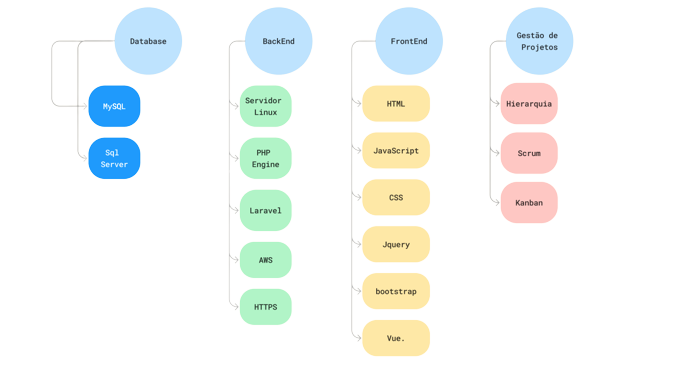 Database
MySQL
Sql
Server
BackEnd
Servidor
Linux
PHP
Engine
Laravel
AWS
HTTPS
FrontEnd
HTML
JavaScript
CSS
Jquery
bootstrap
Vue.
Gestão de
Projetos
Hierarquia
Scrum
Kanban